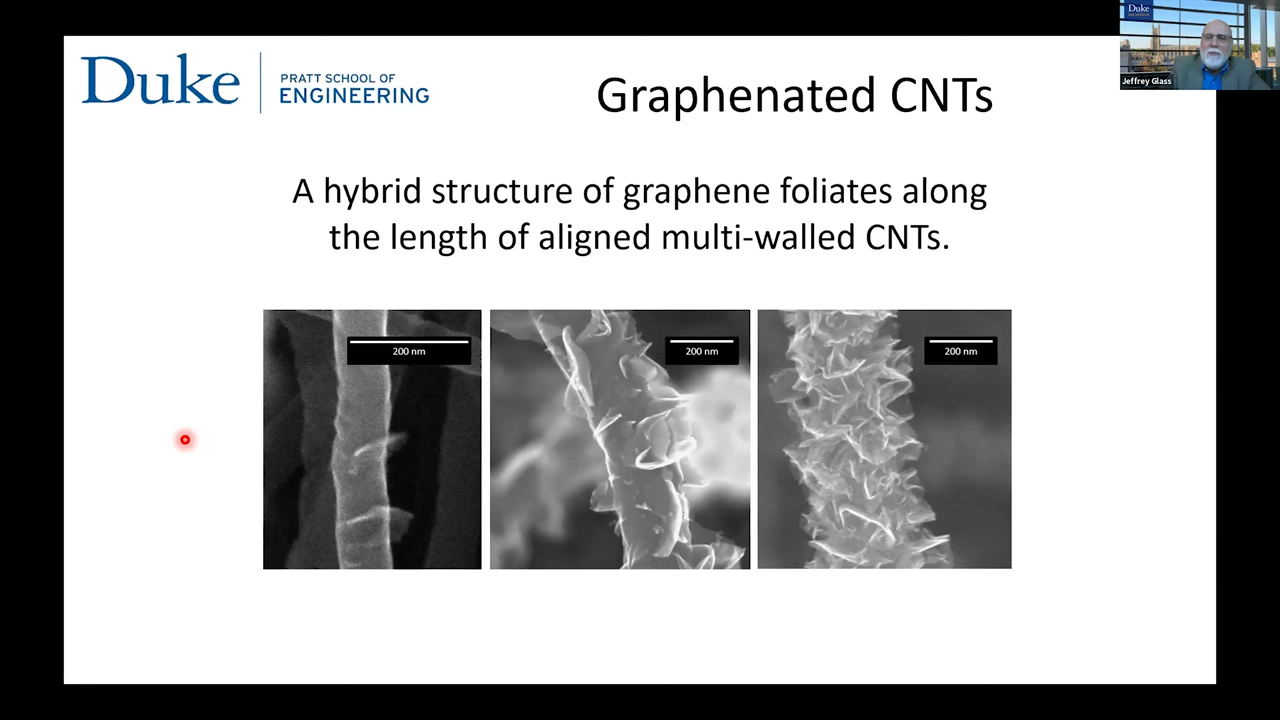 Duke
PRATT SCHOOL OF
ENGINEERING
Graphenated CNTs
Duke
Jeffrey Glass
A hybrid structure of graphene foliates along
the length of aligned multi-walled CNTs.
200 nm
200 nm
200 nm